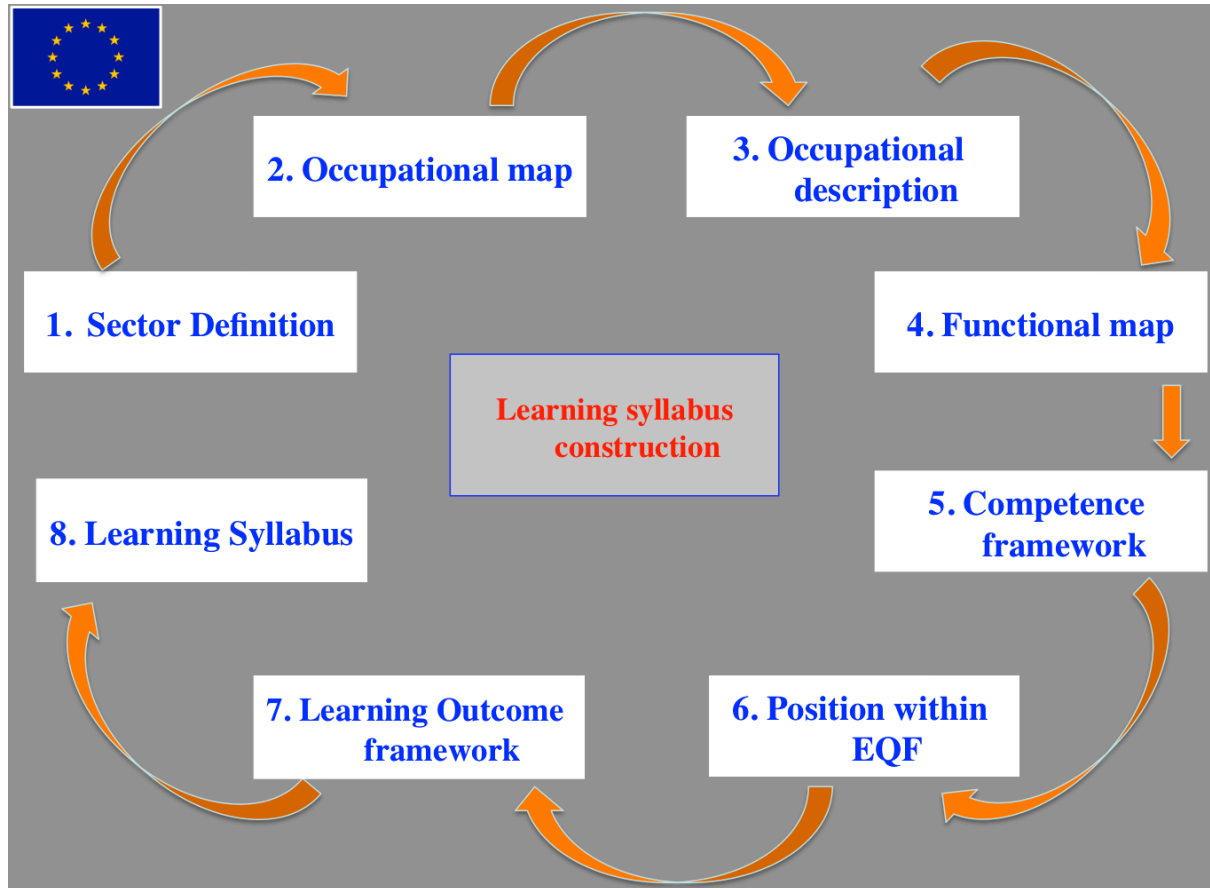 1. Sector Definition
2. Occupational map
3. Occupational
description
4. Functional map
5. Competence
framework
6. Position within
EQF
7. Learning Outcome
framework
8. Learning Syllabus
Learning syllabus
construction